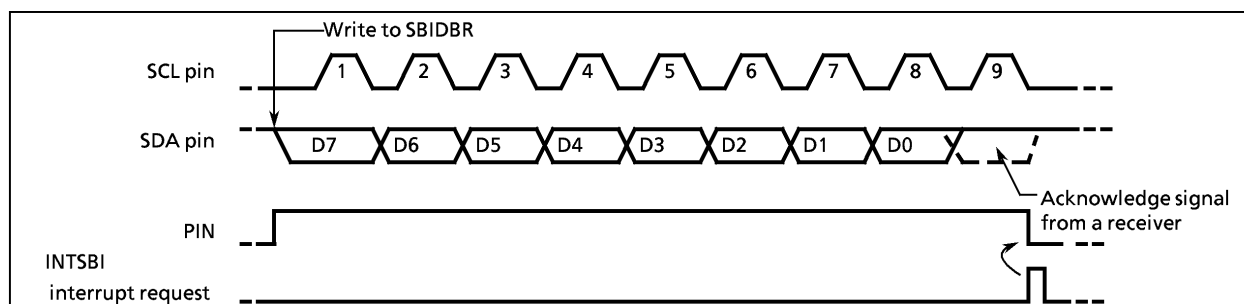 Write to SBIDBR
SCL pin
1 2 3 4 5 6 7 8 9
SDA pin
D7 D6 D5 D4 D3 D2 D1 D0
Acknowledge signal
from a receiver
PIN
INTSBI
interrupt request